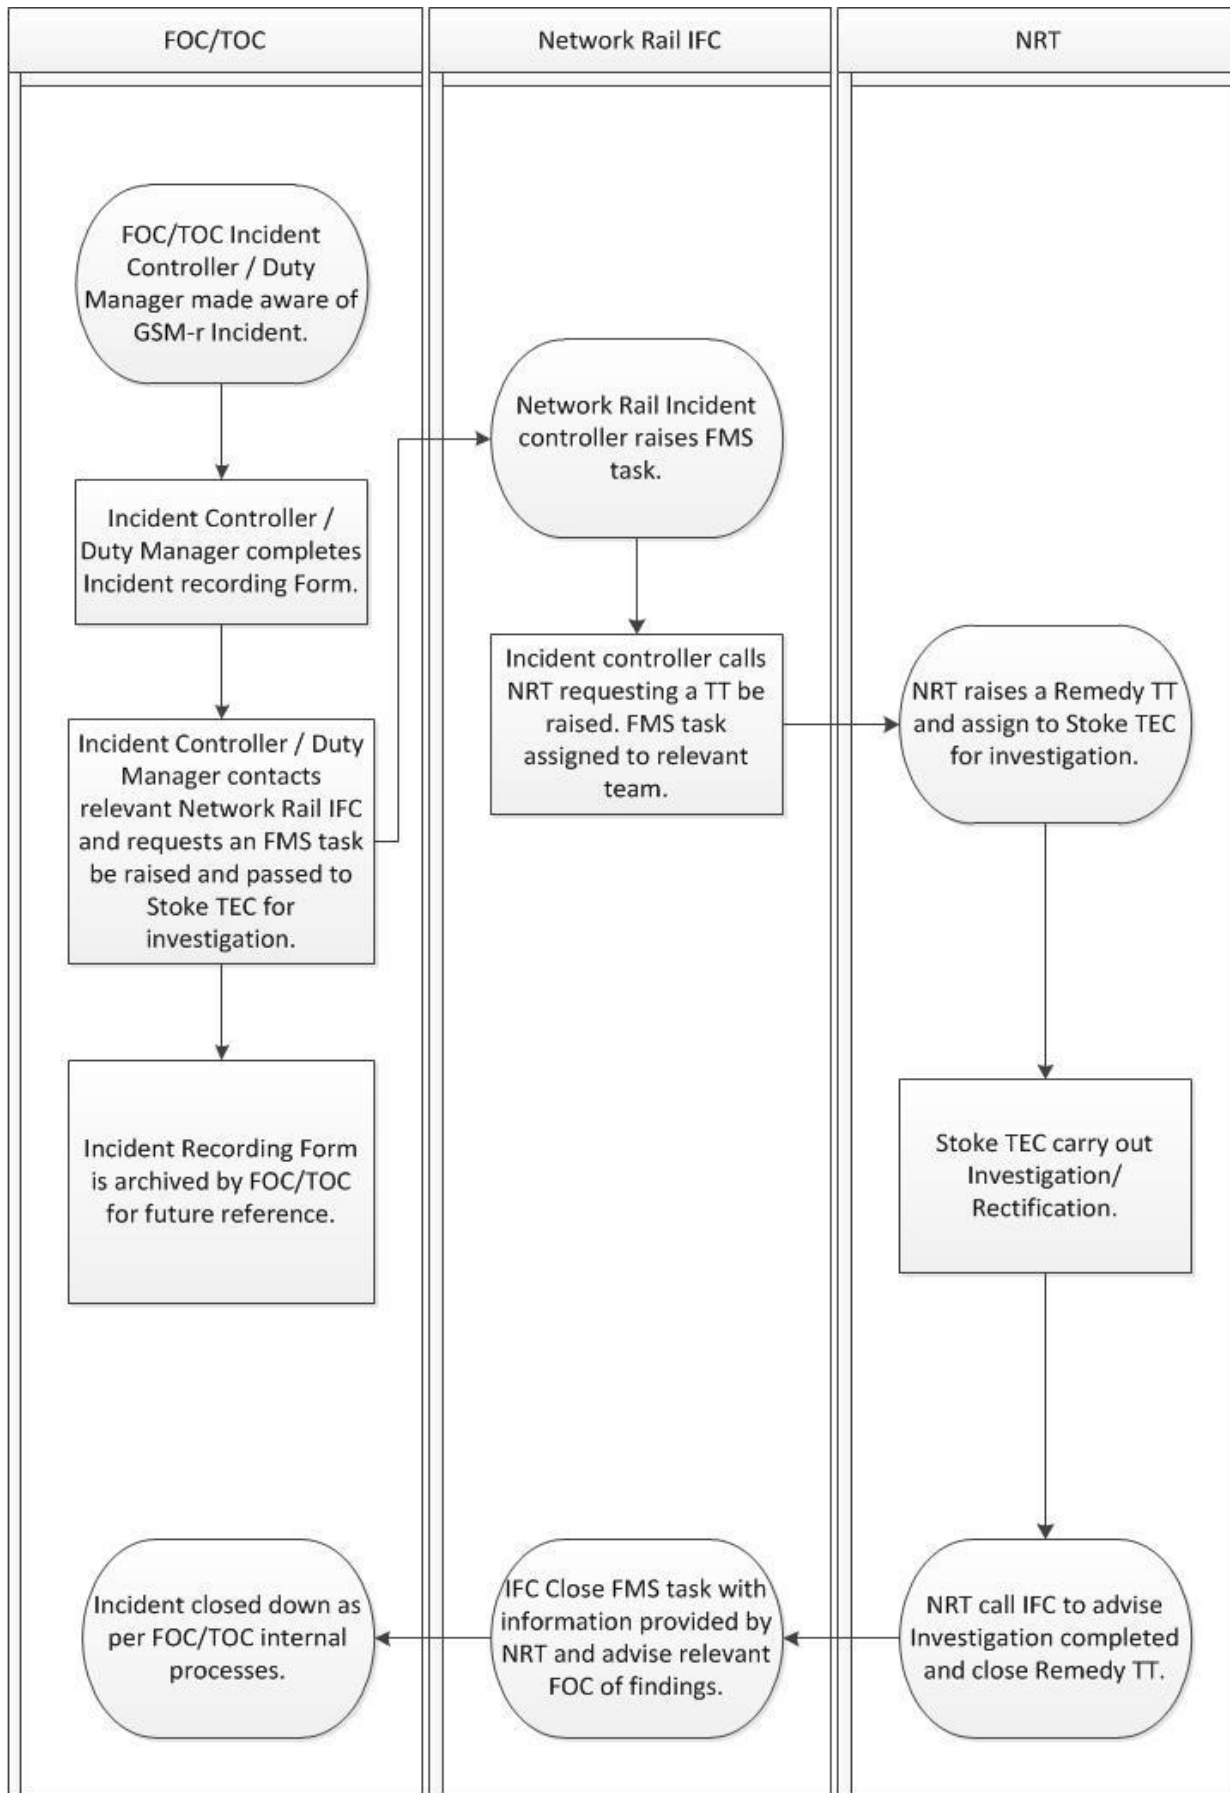 FOC/TOC
Network Rail IFC
NRT
FOC/TOC Incident
Controller / Duty
Manager made aware of
GSM-r Incident.
Incident Controller /
Duty Manager completes
Incident recording Form.
Incident Controller / Duty
Manager contacts
relevant Network Rail IFC
and requests an FMS task
be raised and passed to
Stoke TEC for
investigation.
Incident Recording Form
is archived by FOC/TOC
for future reference.
Network Rail Incident
controller raises FMS
task.
Incident controller calls
NRT requesting a TT be
raised. FMS task
assigned to relevant
team.
NRT raises a Remedy TT
and assign to Stoke TEC
for investigation.
Stoke TEC carry out
Investigation/
Rectification.
NRT call IFC to advise
Investigation completed
and close Remedy TT.
IFC Close FMS task with
information provided by
NRT and advise relevant
FOC of findings.
Incident closed down as
per FOC/TOC internal
processes.